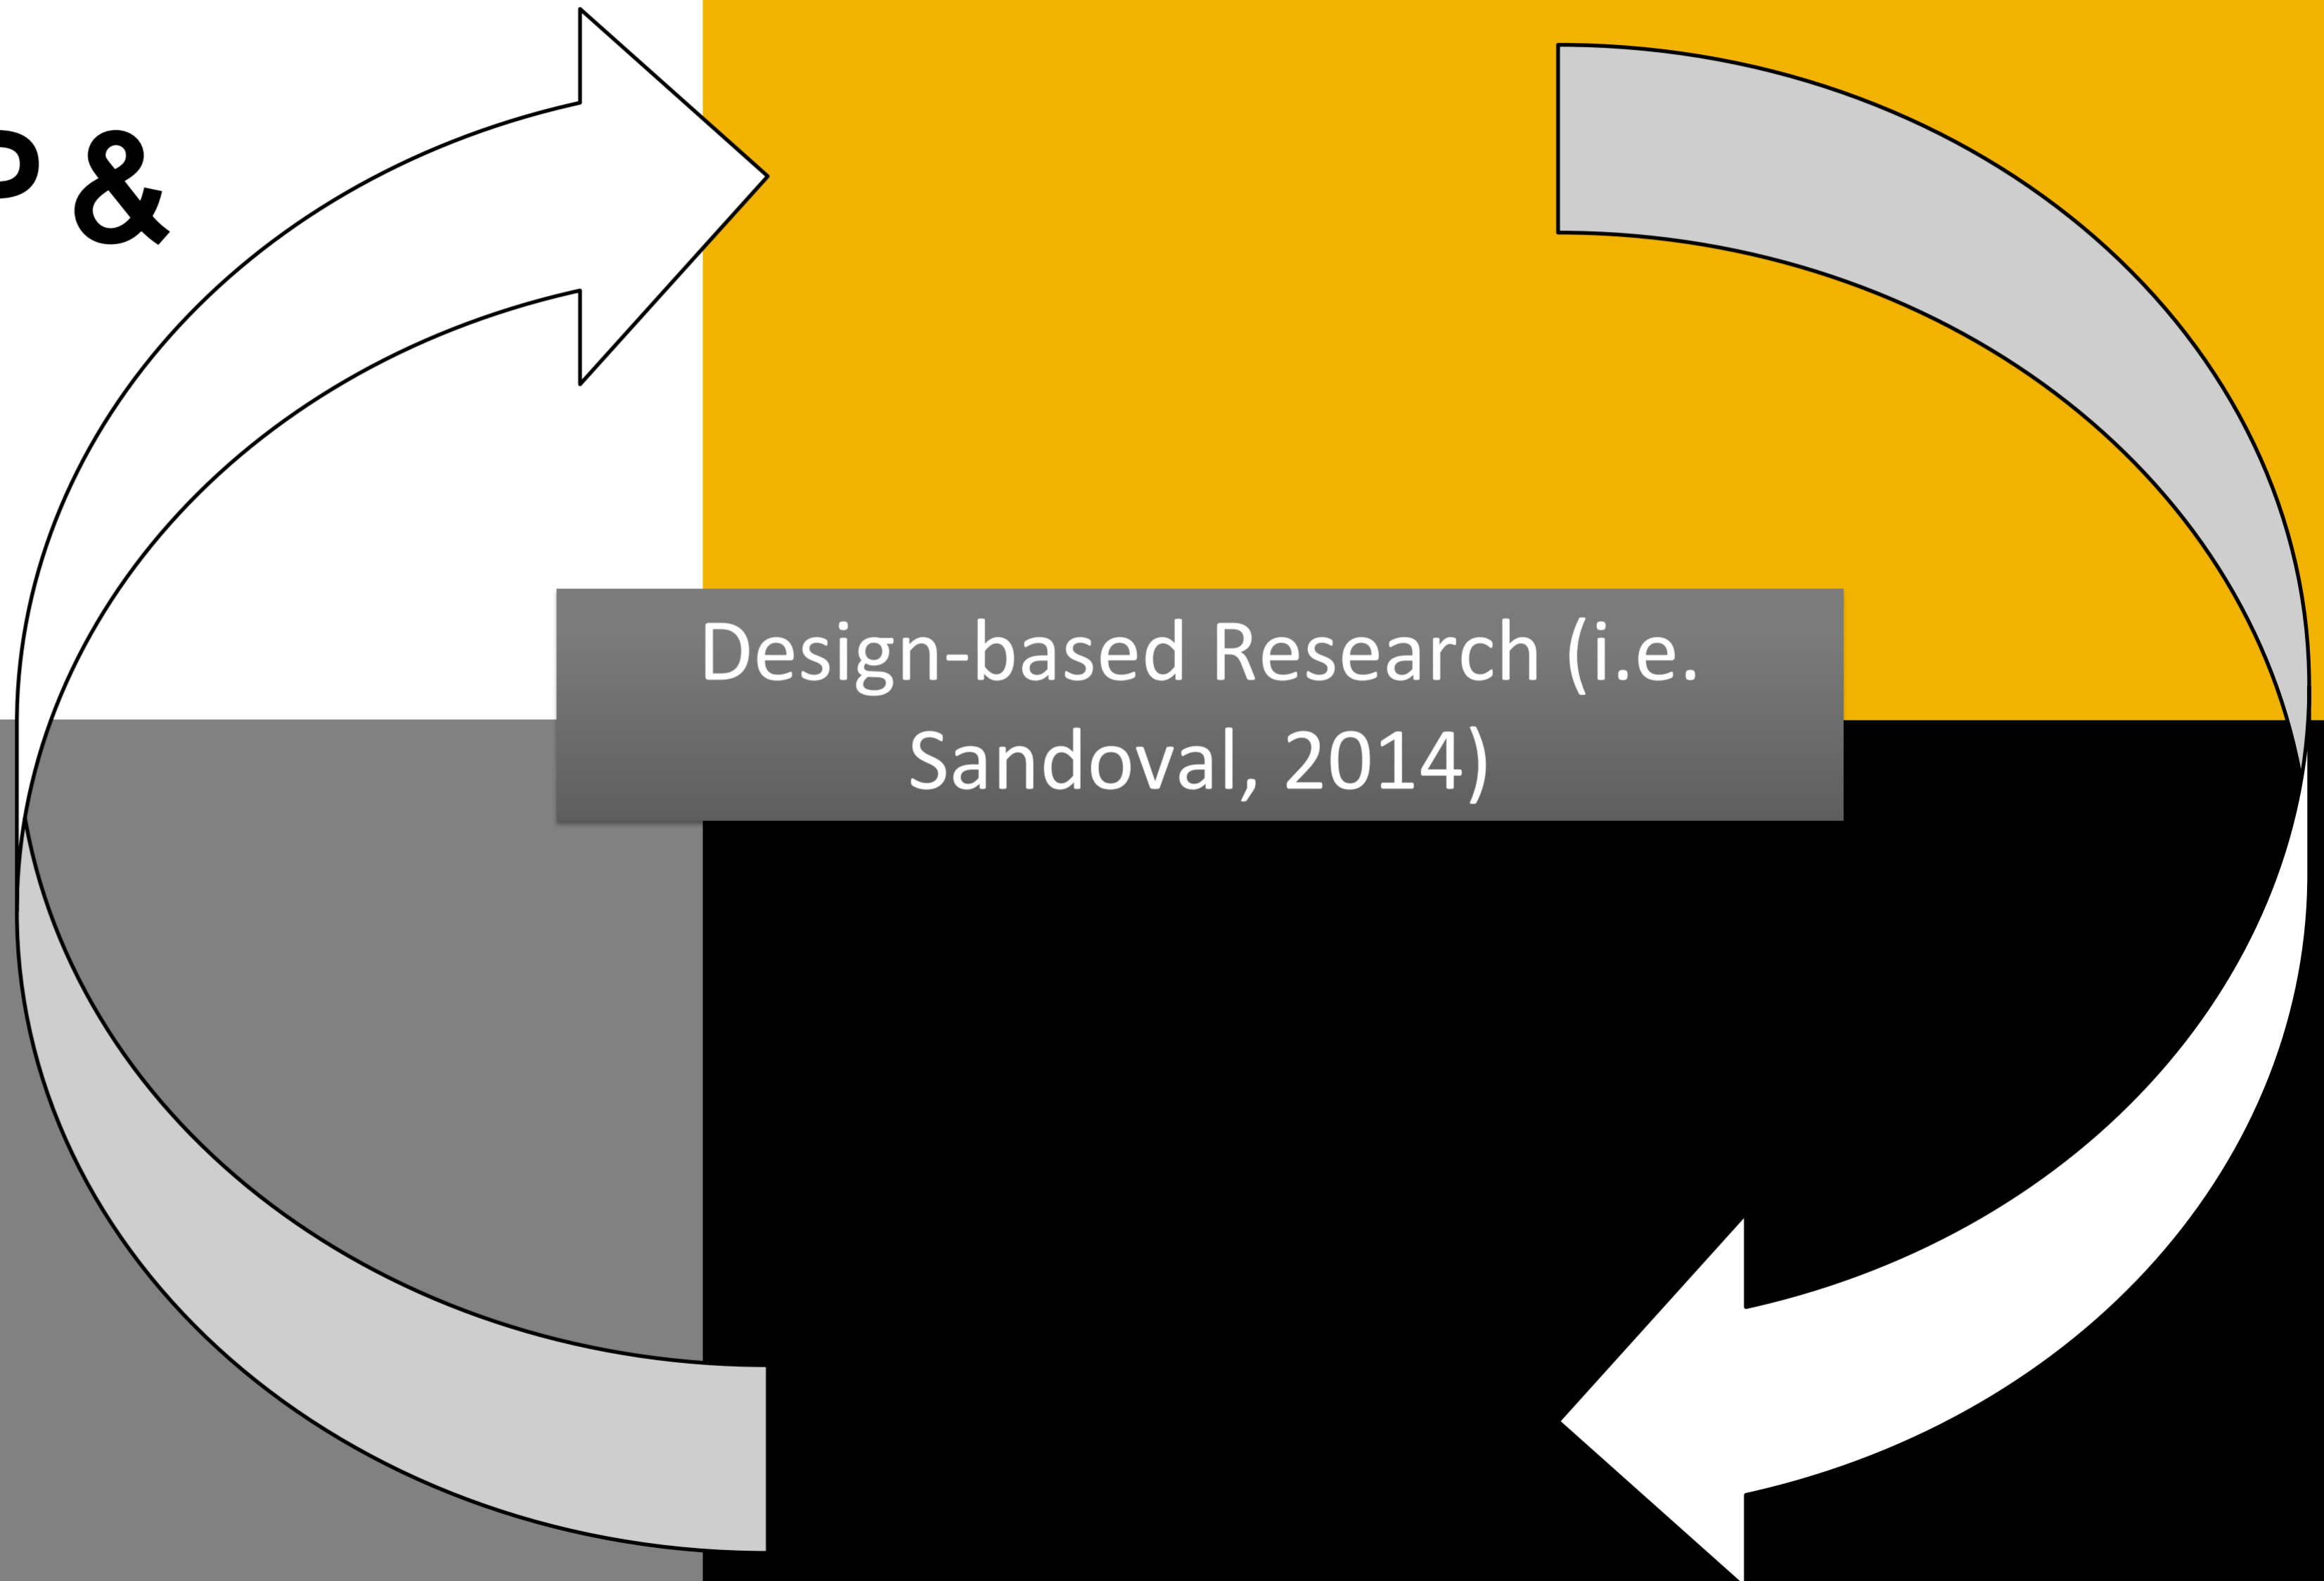 P &
Design-based Research (i.e.
Sandoval, 2014)